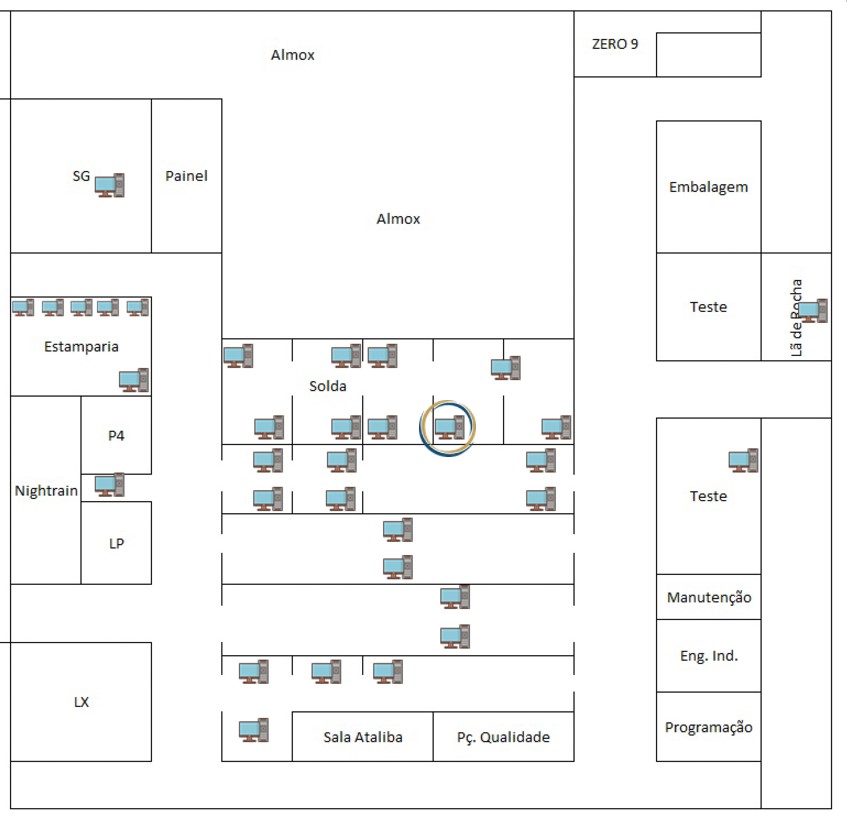 Almox
ZERO 9
SG
Painel
Embalagem
Almox
Teste
Lã de Rocha
Estamparia
Solda
P4
Nightrain
Teste
LP
Manutenção
Eng. Ind.
LX
Programação
Sala Ataliba
Pç. Qualidade